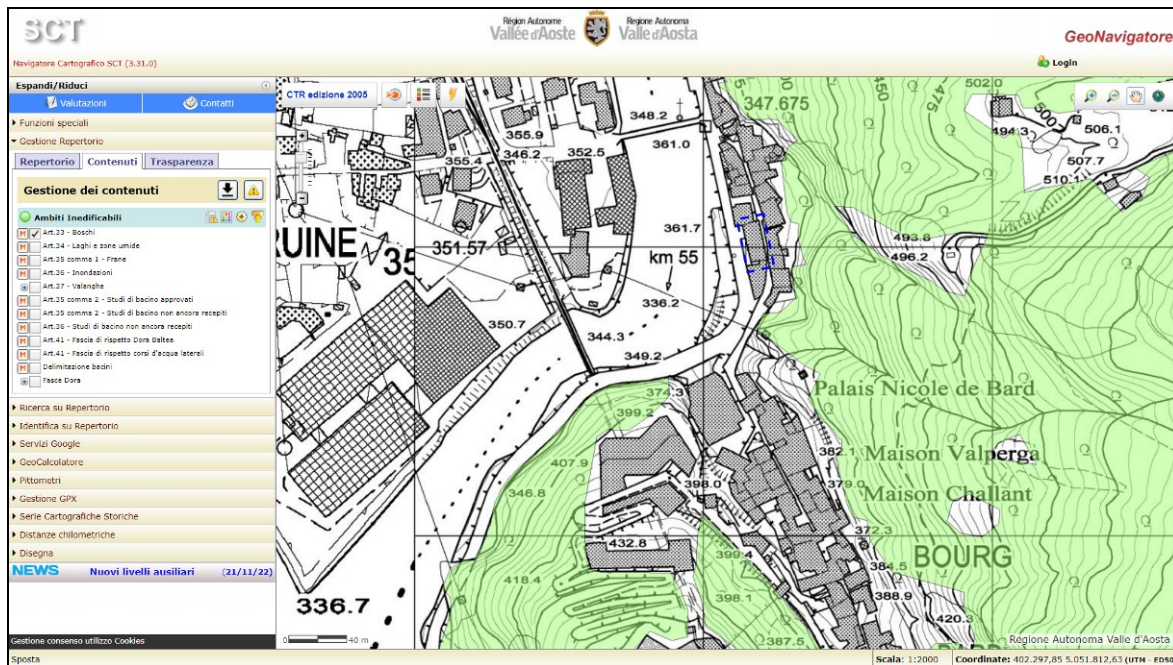 SCT
Région Autonome
Vallée d'Aoste
Regione Autonoma
Valle d'Aosta
GeoNavigatore
Navigatore Cartografico SCT (3.31.0)
Login
Espandi/Riduci
Valutazioni
Contatti
Funzioni speciali
Gestione Repertorio
Repertorio
Contenuti
Trasparenza
Gestione dei contenuti
Ambiti Inedificabili
Art.33 - Boschi
Art.34 - Laghi e zone umide
Art.35 comma 1 - Frane
Art.36 - Inondazioni
Art.37 - Valanghe
Art.35 comma 2 - Studi di bacino approvati
Art.35 comma 2 - Studi di bacino non ancora recepiti
Art.36 - Studi di bacino non ancora recepiti
Art.41 - Fascia di rispetto Dora Baltea
Art.41 - Fascia di rispetto corsi d'acqua laterali
Delimitazione bacini
Fasce Dora
Ricerca su Repertorio
Identifica su Repertorio
Servizi Google
GeoCalcolatore
Pittometri
Gestione GPX
Serie Cartografiche Storiche
Distanze chilometriche
Disegna
NEWS Nuovi livelli ausiliari (21/11/22)
Gestione consenso utilizzo Cookies
Sposta
CTR edizione 2005
347.675
475
502.0
500
494.3
506.1
507.7
510.1
348.2
355.9
346.2
352.5
361.0
355.4
RUINE
351.57
361.7
km 55
493.8
496.2
336.2
350.7
344.3
349.2
374.3
399.2
Palais Nicole de Bard
382.1
Maison Valperga
407.9
398.0
379.0
Maison Challant
346.8
372.3
432.8
399.4
384.5
BOURG
418.4
398.1
388.9
336.7
420.3
387.5
0 40 m
Regione Autonoma Valle d'Aosta
Scala: 1:2000
Coordinate: 402.297,85 5.051.812,63 (UTM - ED50